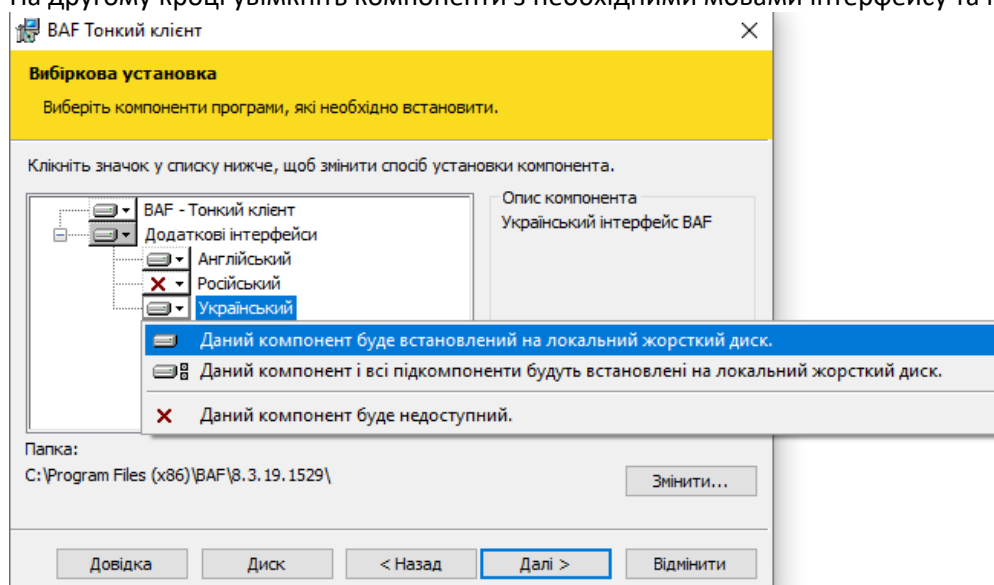 На другому кроці увімкніть компоненти з необхідними мовами інтерфейсу та
BAF Тонкий клієнт
Вибіркова установка
Виберіть компоненти програми, які необхідно встановити.
Клікніть значок у списку нижче, щоб змінити спосіб установки компонента.
BAF - Тонкий клієнт
Додаткові інтерфейси
Англійський
Російський
Український
Опис компонента
Український інтерфейс BAF
Даний компонент буде встановлений на локальний жорсткий диск.
Даний компонент і всі підкомпоненти будуть встановлені на локальний жорсткий диск.
Даний компонент буде недоступний.
Папка:
C:\Program Files (x86)\BAF\8.3.19.1529\
Змінити...
Довідка
Диск
< Назад
Далі >
Відмінити